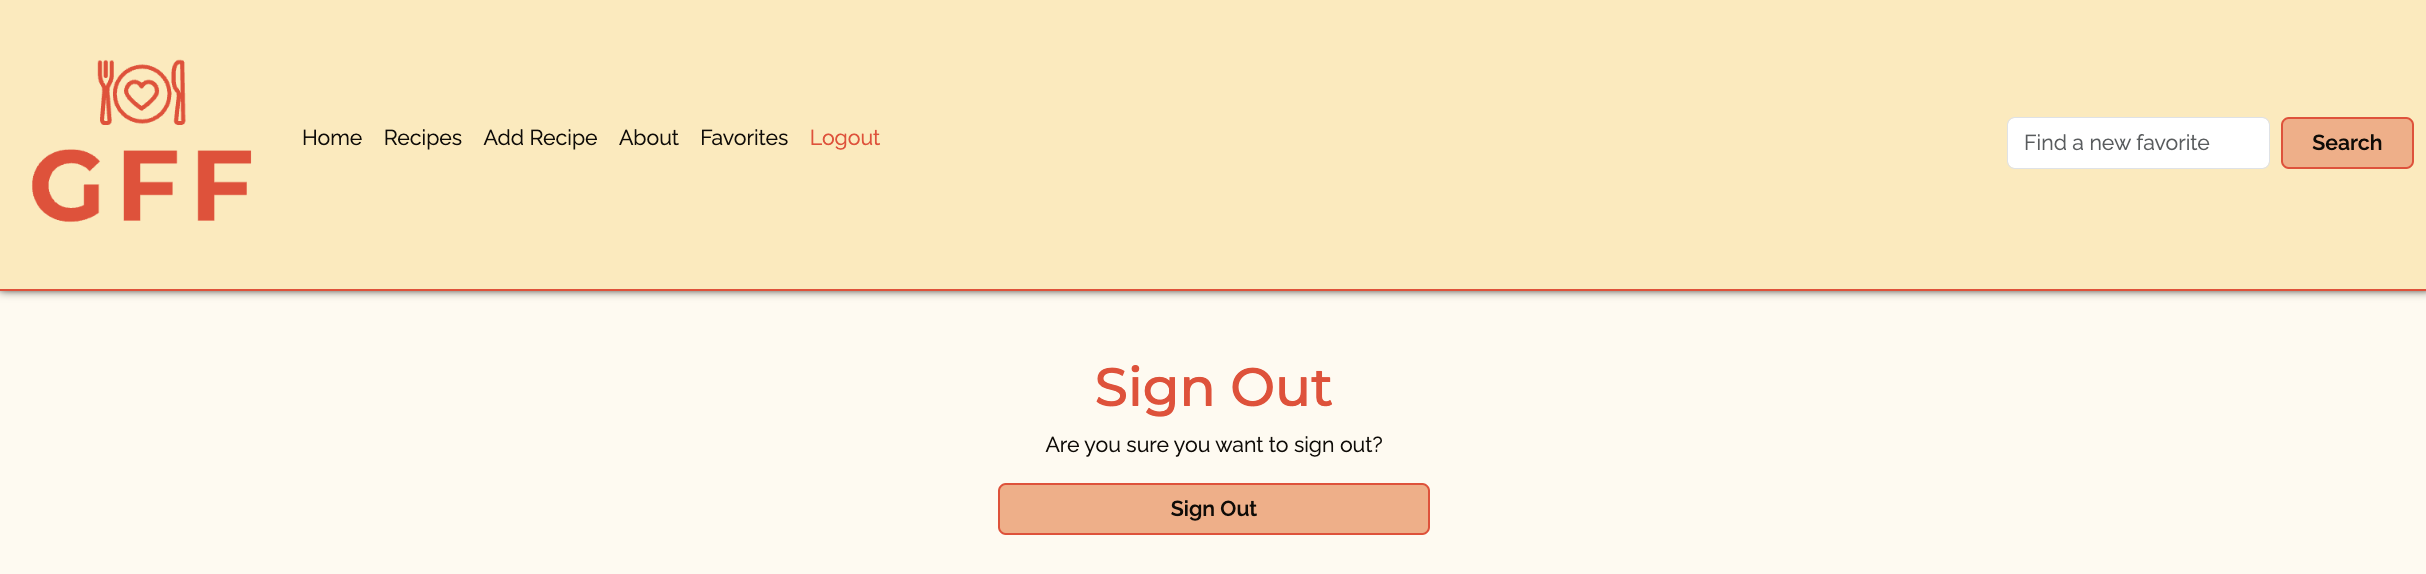 GFF
Home Recipes Add Recipe About Favorites Logout
Find a new favorite Search
Sign Out
Are you sure you want to sign out?
Sign Out